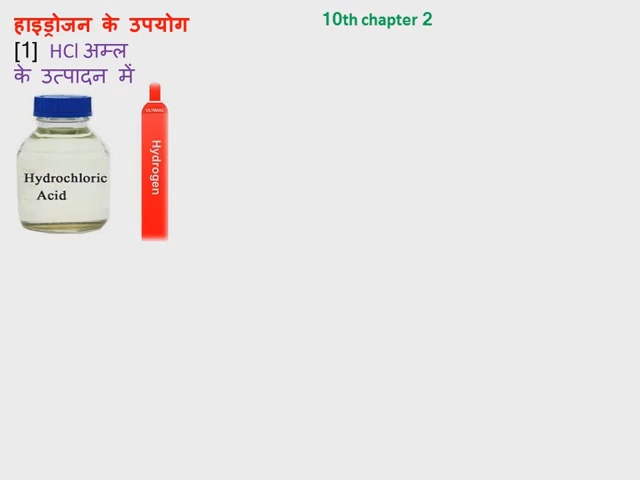 हाइड्रोजन के उपयोग
10th chapter 2
[1] HCl अम्ल
के उत्पादन में
Hydrochloric
Acid
Hydrogen